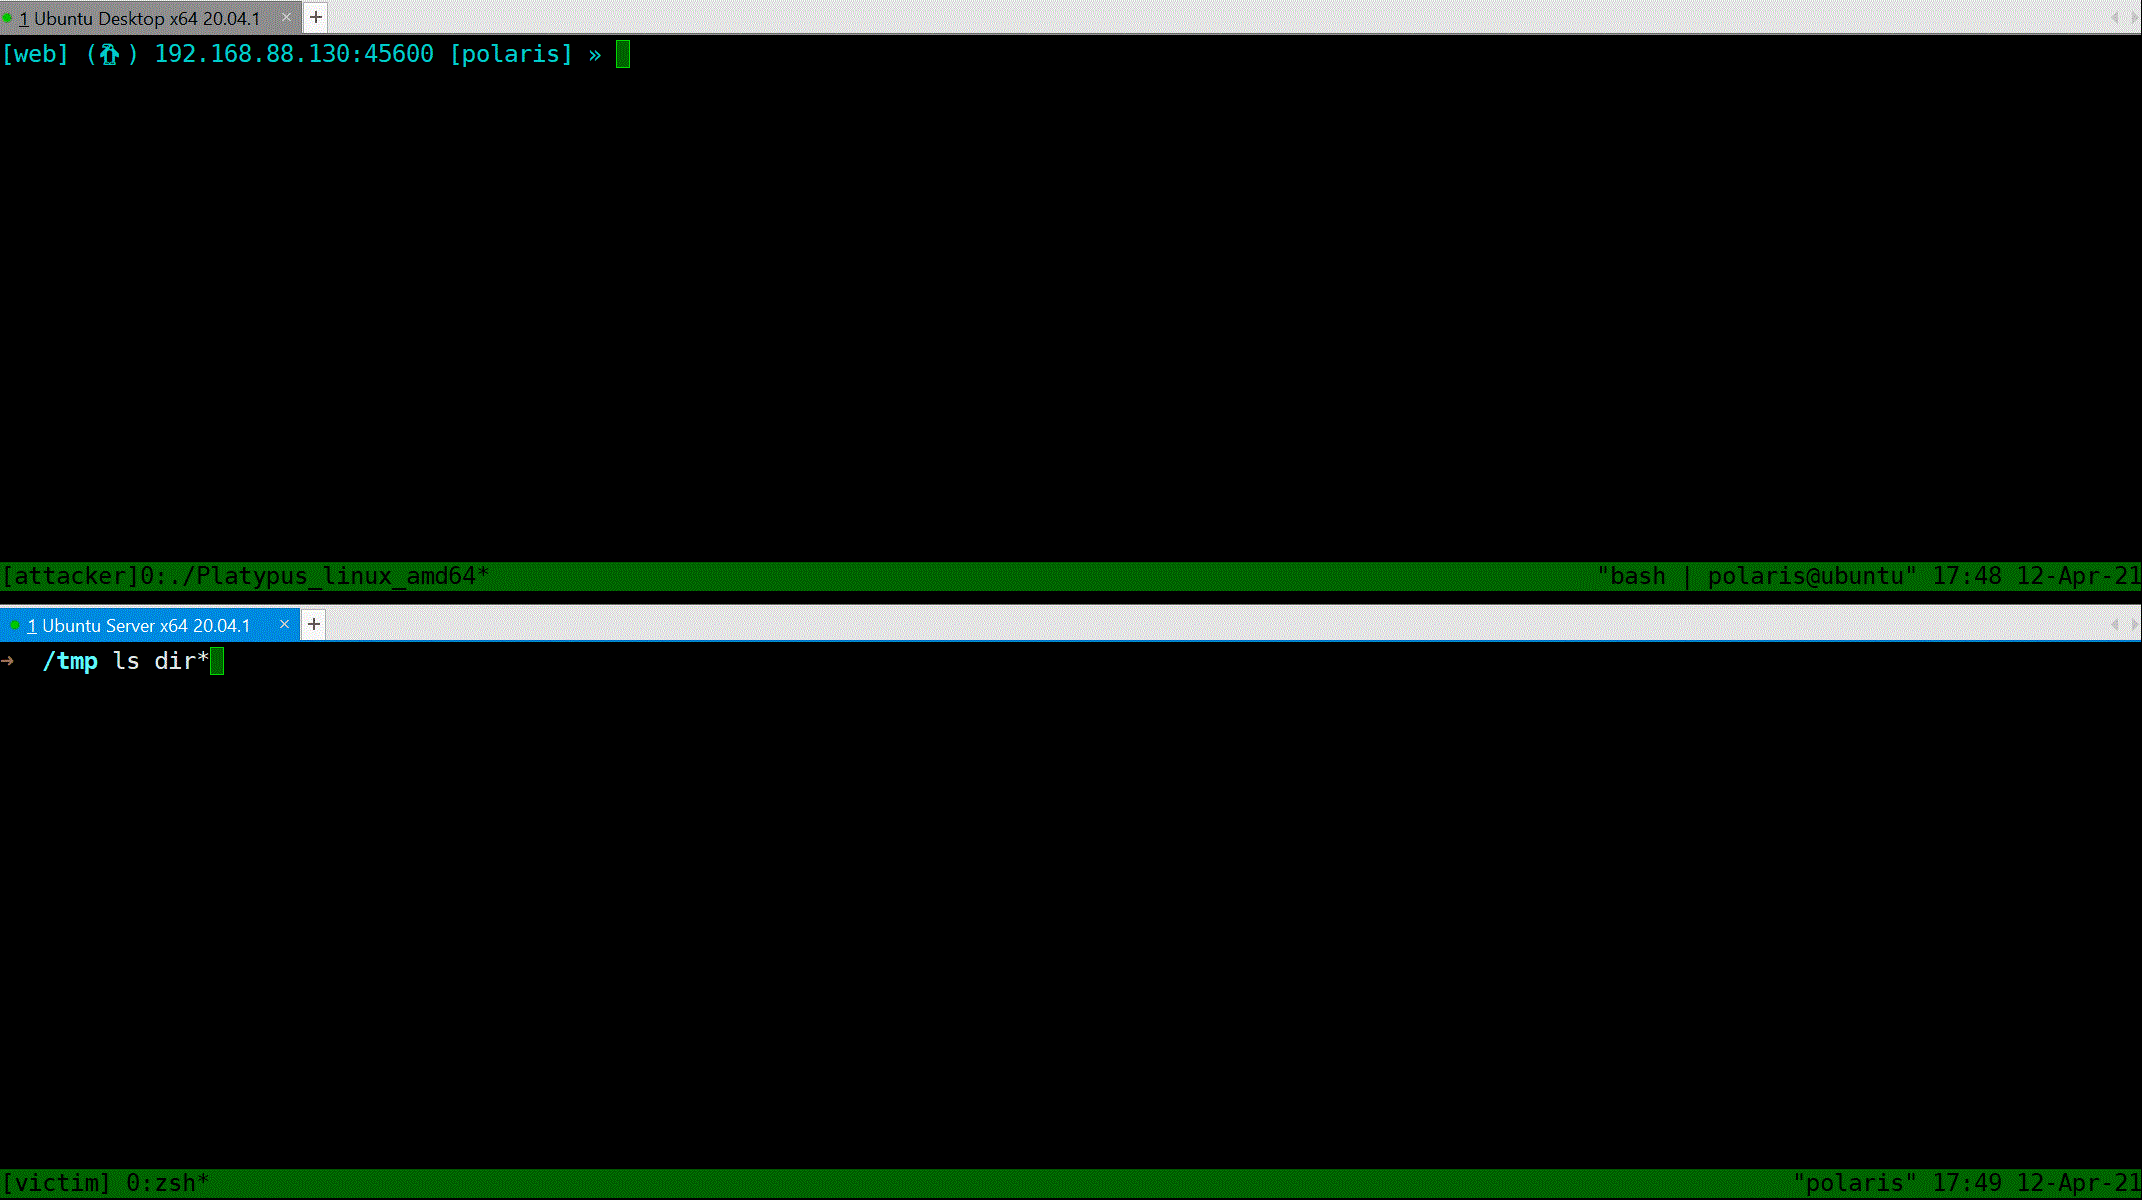 1 Ubuntu Desktop x64 20.04.1 × +
[web] (🐧) 192.168.88.130:45600 [polaris] »
[attacker]0:./Platypus_linux_amd64* "bash | polaris@ubuntu" 17:48 12-Apr-21
1 Ubuntu Server x64 20.04.1 × +
➜ /tmp ls dir*
[victim] 0:zsh* "polaris" 17:49 12-Apr-21